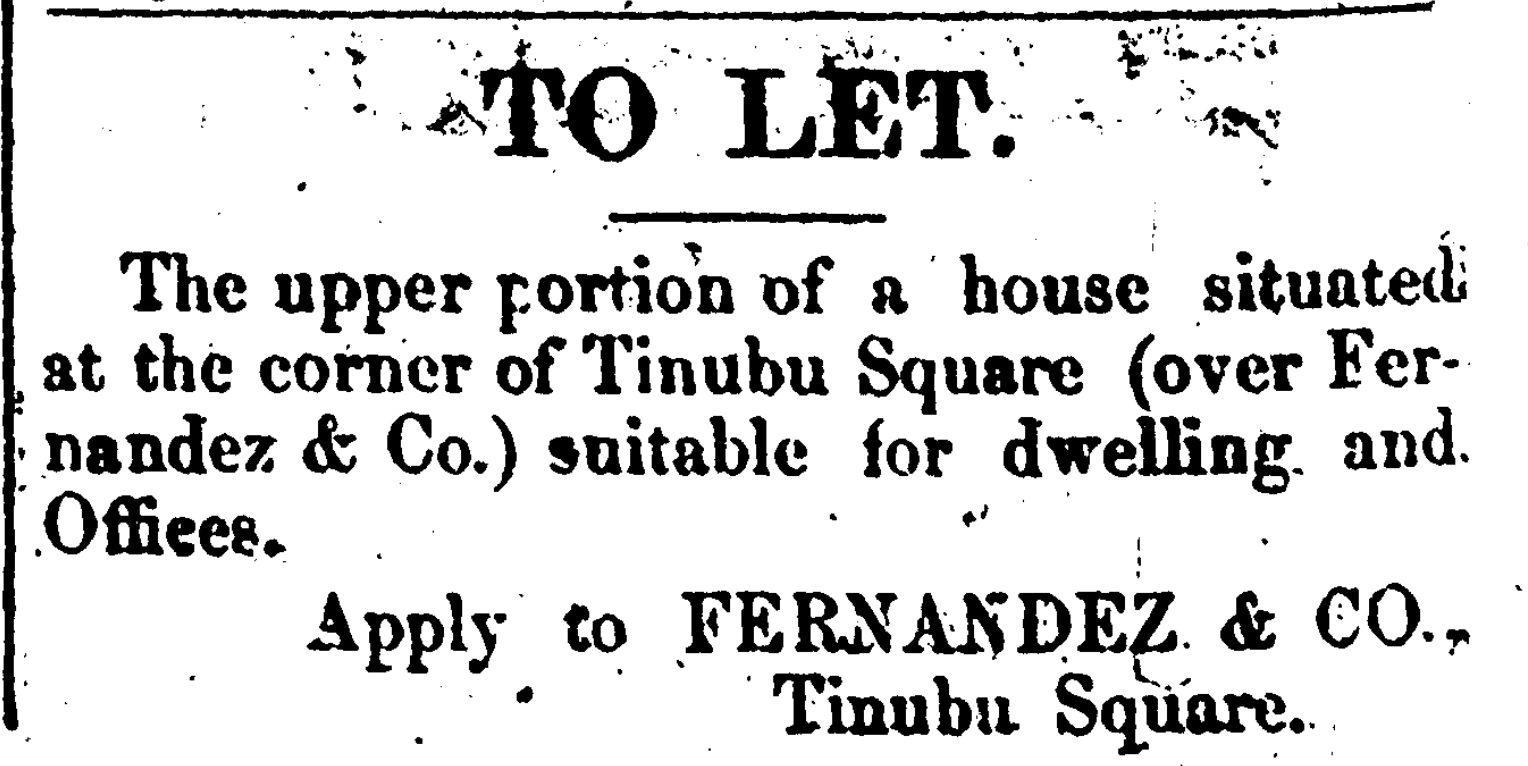 TO LET.
The upper portion of a house situated
at the corner of Tinubu Square (over Fer-
nandez & Co.) suitable for dwelling and
Offices.
Apply to FERNANDEZ & CO.,
Tinubu Square.